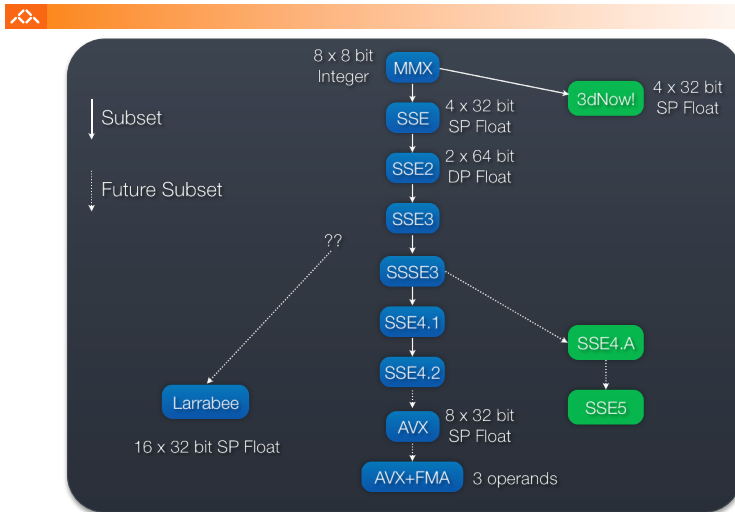 8 x 8 bit
Integer
MMX
3dNow!
4 x 32 bit
SP Float
Subset
SSE
4 x 32 bit
SP Float
SSE2
2 x 64 bit
DP Float
Future Subset
SSE3
??
SSSE3
SSE4.1
SSE4.A
SSE4.2
Larrabee
SSE5
AVX
8 x 32 bit
SP Float
16 x 32 bit SP Float
AVX+FMA
3 operands